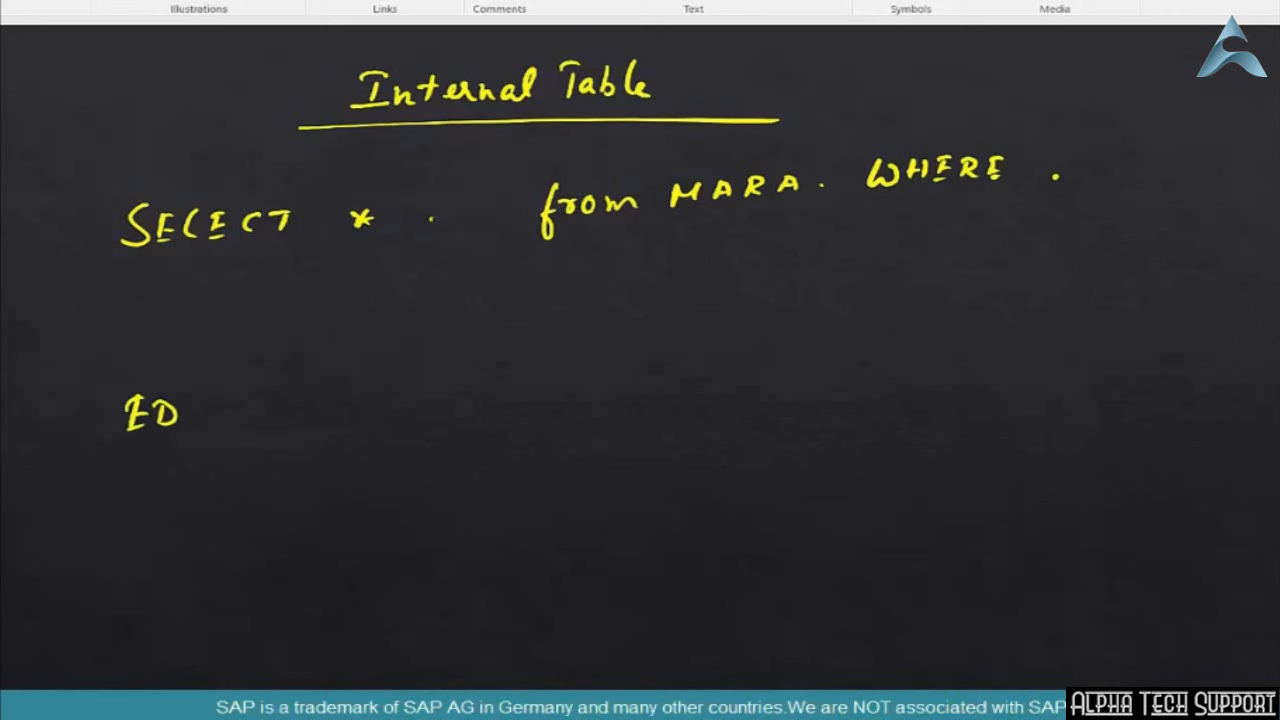 Illustrations Links Comments Text Symbols Media
Internal Table
SELECT * . from MARA. WHERE .
ED
SAP is a trademark of SAP AG in Germany and many other countries.We are NOT associated with SAP
ALPHA TECH SUPPORT